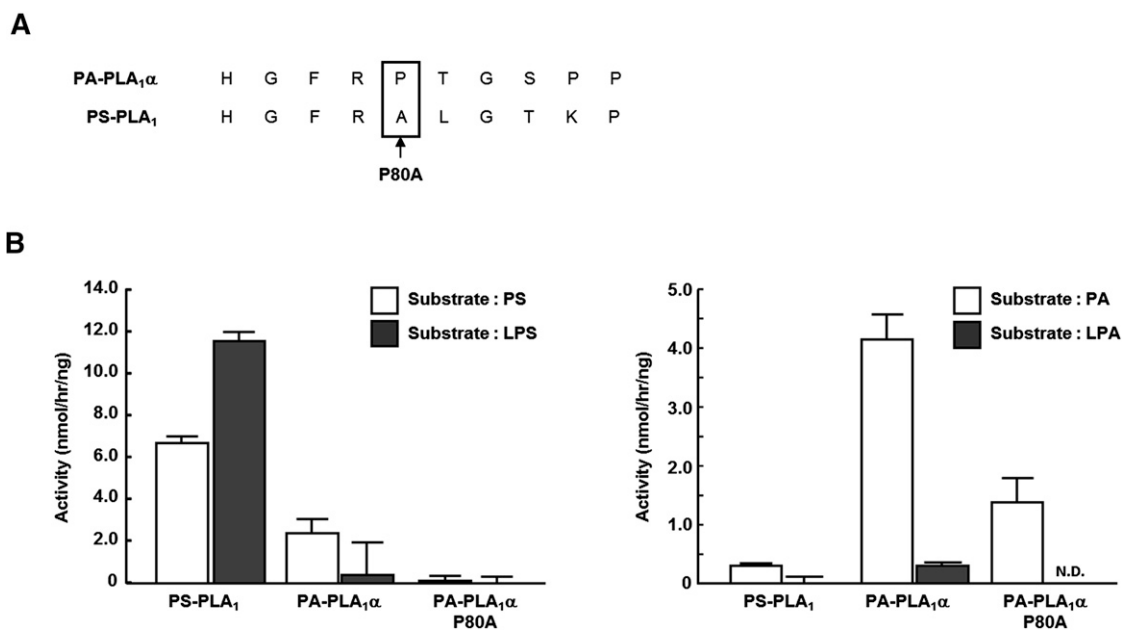 A
PA-PLA₁α H G F R P T G S P P
PS-PLA₁ H G F R A L G T K P
P80A
B
14.0
12.0
10.0
8.0
6.0
4.0
2.0
0
Activity (nmol/hr/ng)
Substrate : PS
Substrate : LPS
PS-PLA₁ PA-PLA₁α PA-PLA₁α
P80A
5.0
4.0
3.0
2.0
1.0
0
Activity (nmol/hr/ng)
Substrate : PA
Substrate : LPA
N.D.
PS-PLA₁ PA-PLA₁α PA-PLA₁α
P80A